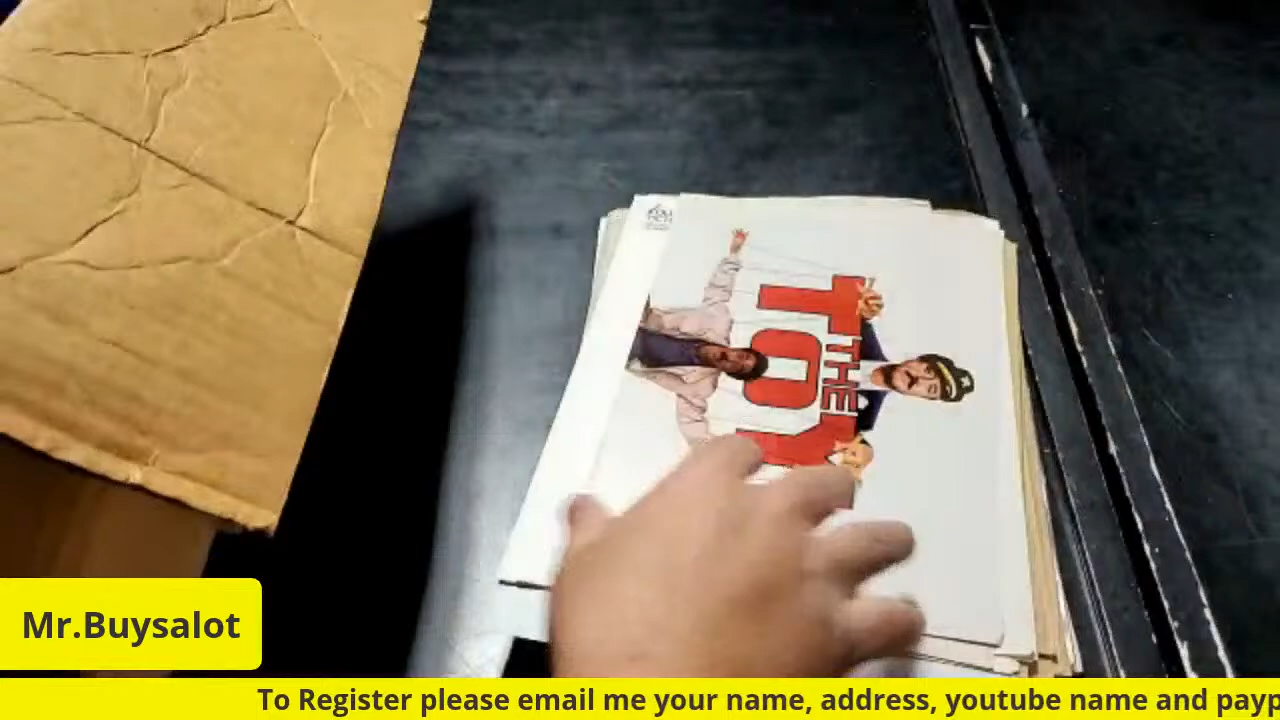 THE
TOY
Mr.Buysalot
To Register please email me your name, address, youtube name and payp